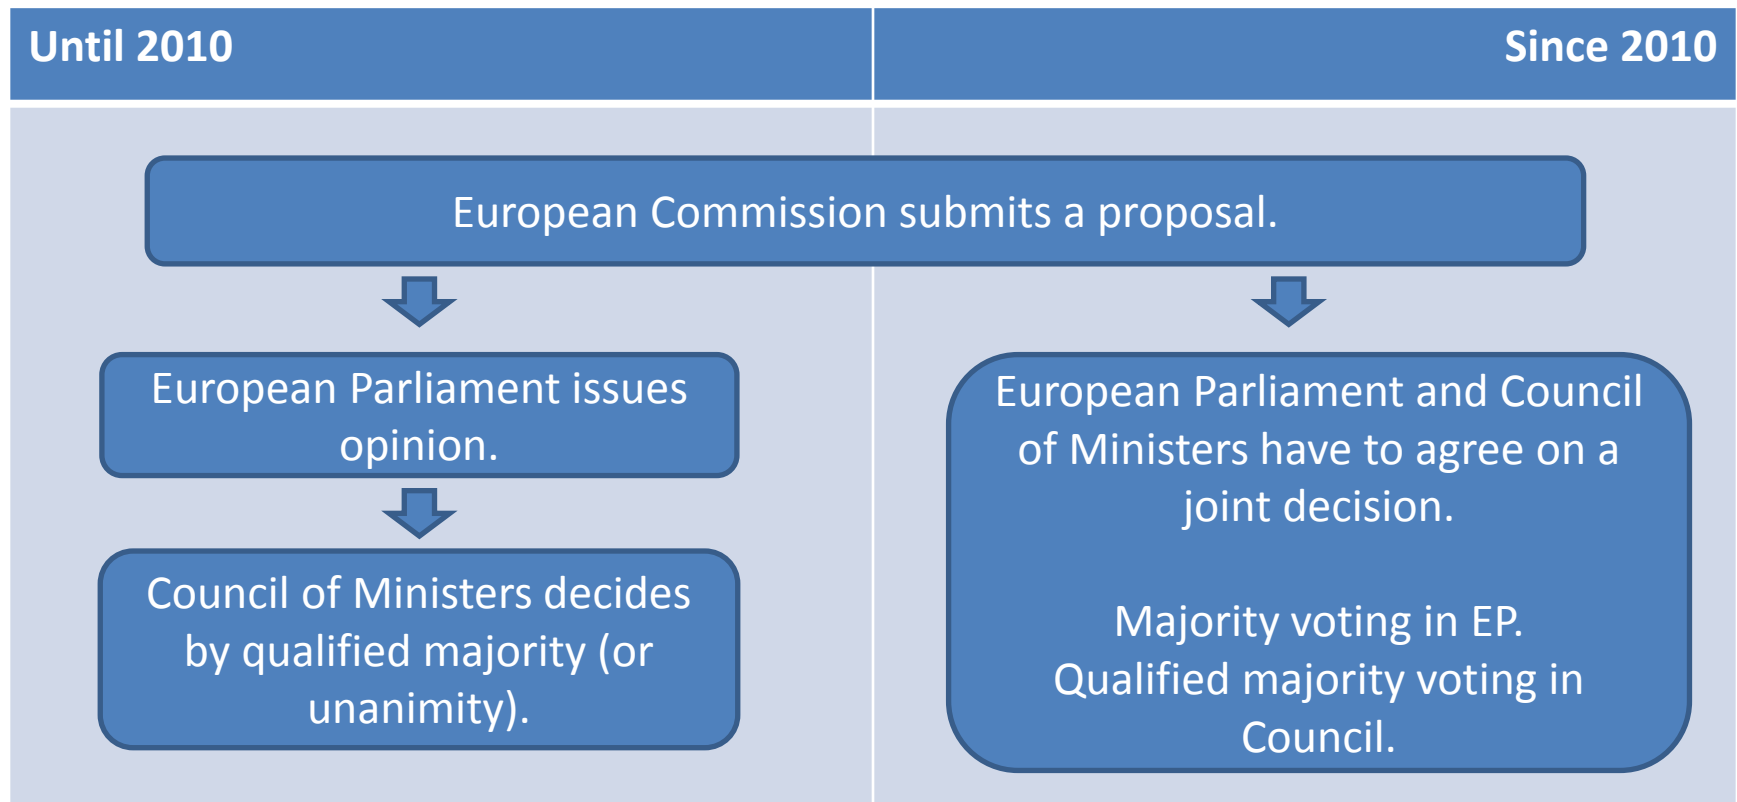 Until 2010
Since 2010
European Commission submits a proposal.
European Parliament issues
opinion.
Council of Ministers decides
by qualified majority (or
unanimity).
European Parliament and Council
of Ministers have to agree on a
joint decision.
Majority voting in EP.
Qualified majority voting in
Council.